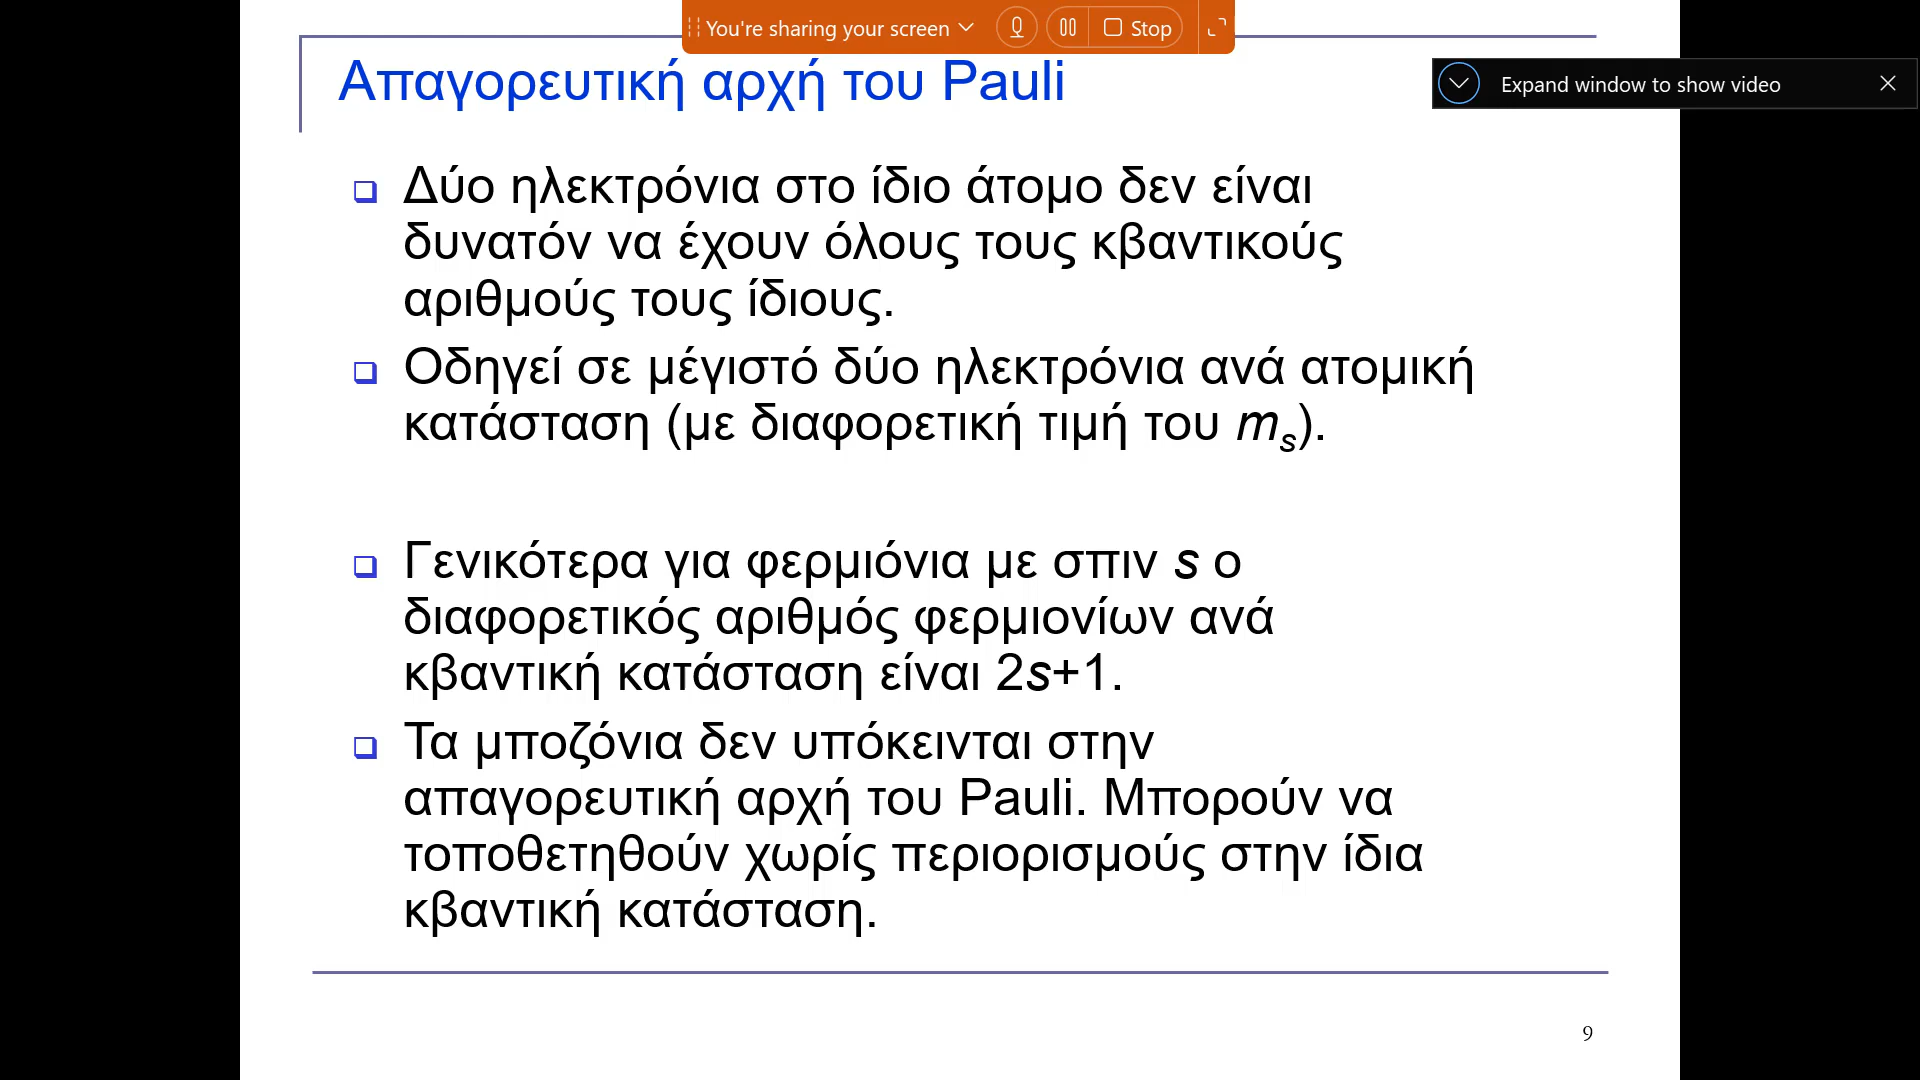 You're sharing your screen
Stop
Expand window to show video
Απαγορευτική αρχή του Pauli
Δύο ηλεκτρόνια στο ίδιο άτομο δεν είναι
δυνατόν να έχουν όλους τους κβαντικούς
αριθμούς τους ίδιους.
Οδηγεί σε μέγιστό δύο ηλεκτρόνια ανά ατομική
κατάσταση (με διαφορετική τιμή του mₛ).
Γενικότερα για φερμιόνια με σπιν s ο
διαφορετικός αριθμός φερμιονίων ανά
κβαντική κατάσταση είναι 2s+1.
Τα μποζόνια δεν υπόκεινται στην
απαγορευτική αρχή του Pauli. Μπορούν να
τοποθετηθούν χωρίς περιορισμούς στην ίδια
κβαντική κατάσταση.
9